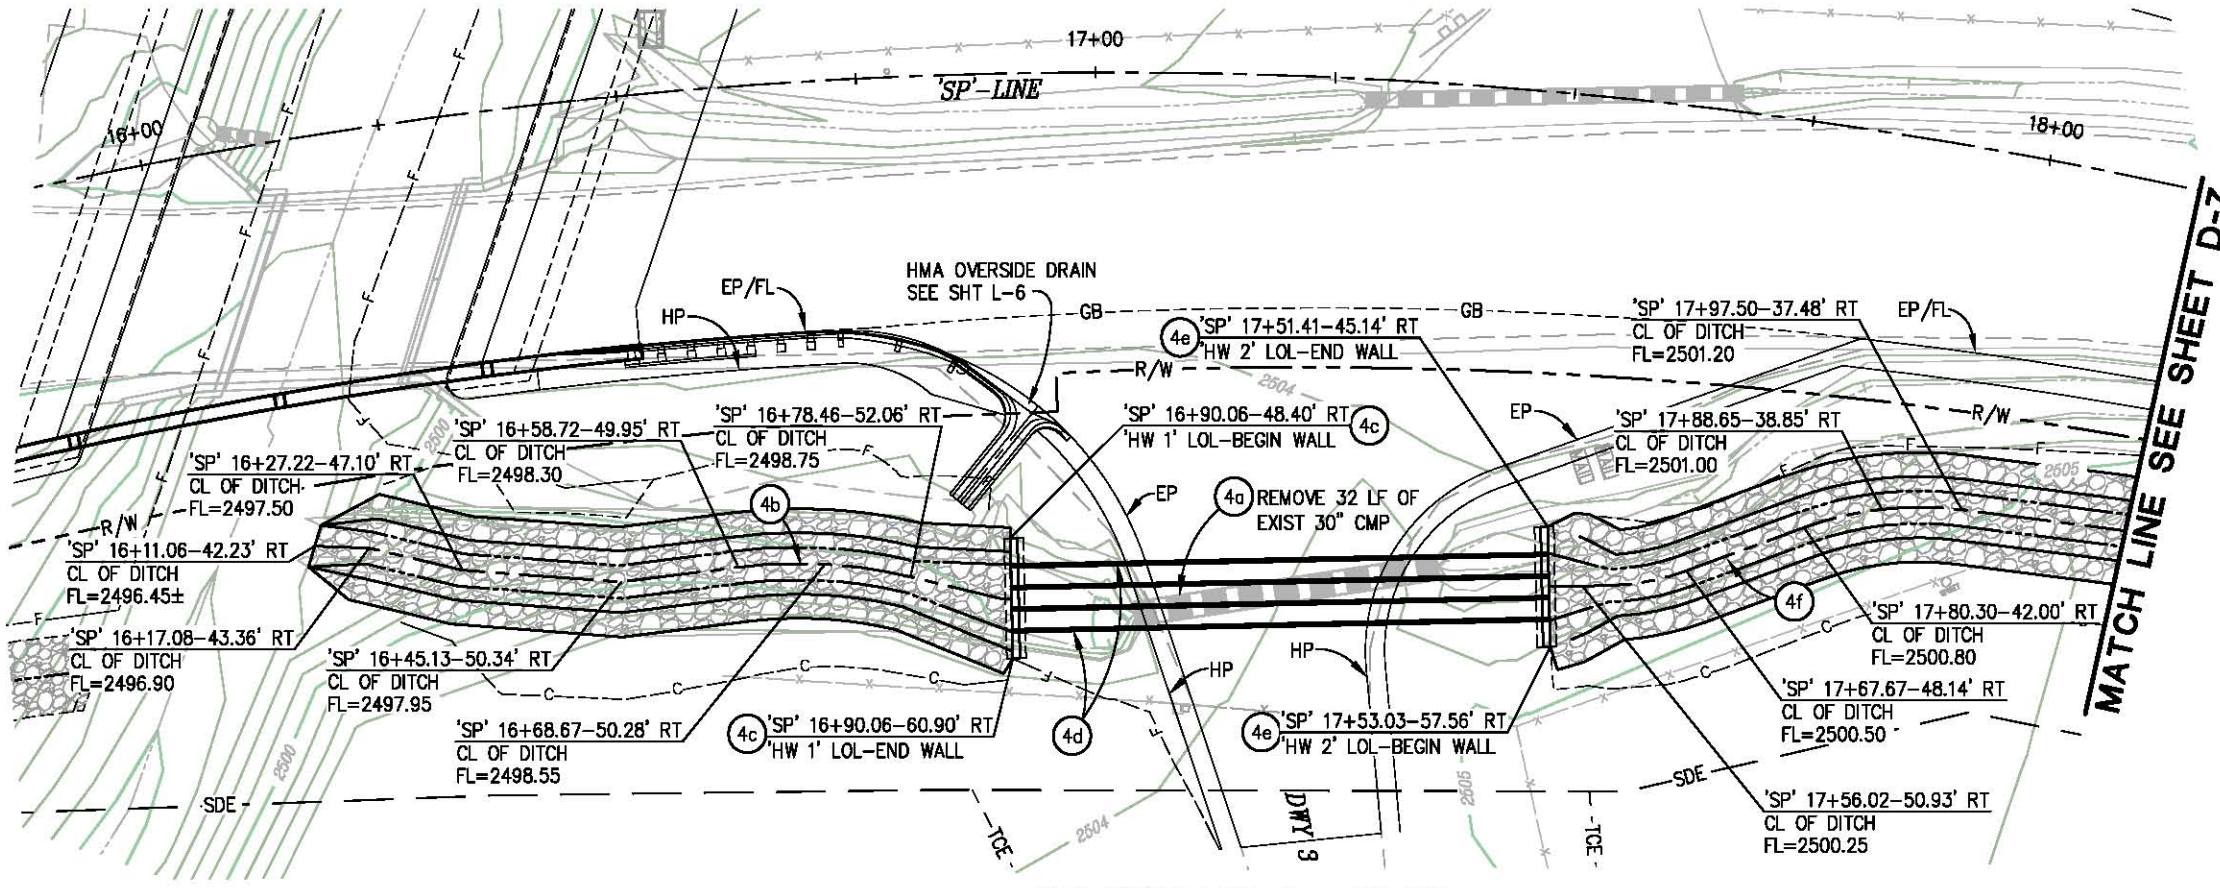 17+00
'SP'-LINE
16+00
18+00
HMA OVERSIDE DRAIN
SEE SHT L-6
EP/FL
HP
GB
GB
'SP' 17+97.50-37.48' RT
CL OF DITCH
FL=2501.20
EP/FL
4e
'SP' 17+51.41-45.14' RT
'HW 2' LOL-END WALL
R/W
2504
2500
'SP' 16+58.72-49.95' RT
CL OF DITCH
FL=2498.30
'SP' 16+78.46-52.06' RT
CL OF DITCH
FL=2498.75
'SP' 16+90.06-48.40' RT
'HW 1' LOL-BEGIN WALL
4c
EP
'SP' 17+88.65-38.85' RT
CL OF DITCH
FL=2501.00
R/W
'SP' 16+27.22-47.10' RT
CL OF DITCH
FL=2497.50
4b
EP
4a
REMOVE 32 LF OF
EXIST 30" CMP
2505
R/W
'SP' 16+11.06-42.23' RT
CL OF DITCH
FL=2496.45±
4f
'SP' 17+80.30-42.00' RT
CL OF DITCH
FL=2500.80
'SP' 16+17.08-43.36' RT
CL OF DITCH
FL=2496.90
'SP' 16+45.13-50.34' RT
CL OF DITCH
FL=2497.95
HP
HP
'SP' 17+67.67-48.14' RT
CL OF DITCH
FL=2500.50
'SP' 16+68.67-50.28' RT
CL OF DITCH
FL=2498.55
4c
'SP' 16+90.06-60.90' RT
'HW 1' LOL-END WALL
4d
4e
'SP' 17+53.03-57.56' RT
'HW 2' LOL-BEGIN WALL
2500
SDE
SDE
2505
'SP' 17+56.02-50.93' RT
CL OF DITCH
FL=2500.25
TCE
2504
DWY 3
TCE
MATCH LINE SEE SHEET D-7
F
F
F
F
F
F
F
F
F
F
F
F
C
C
C
C
C
C